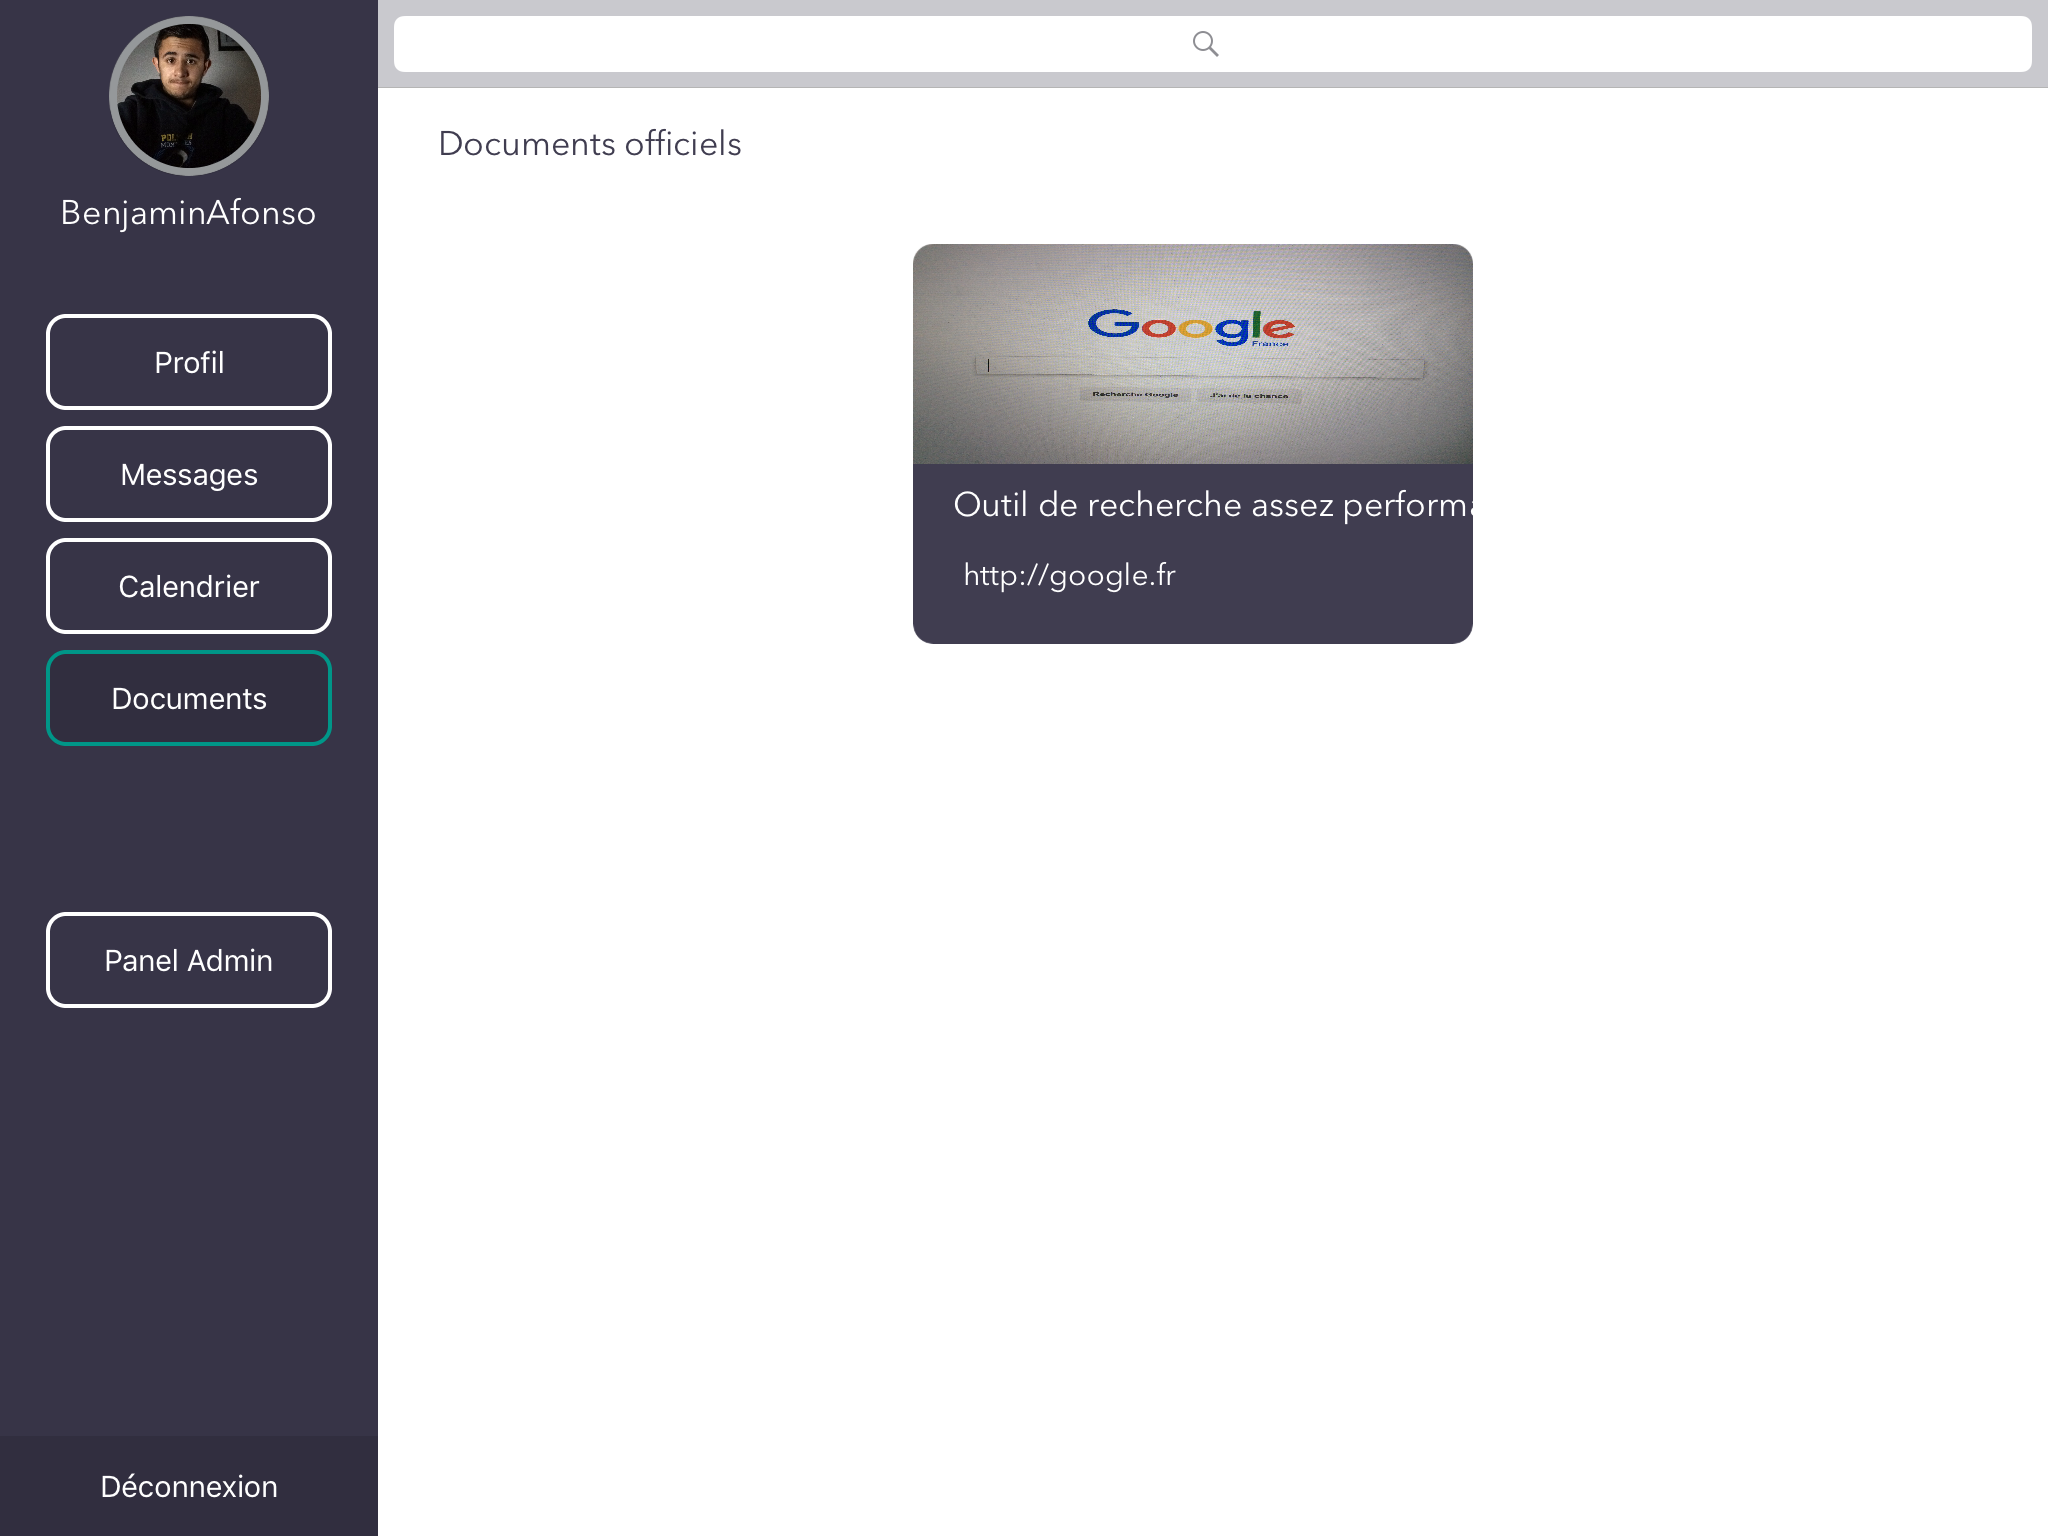 BenjaminAfonso
Profil
Messages
Calendrier
Documents
Panel Admin
Déconnexion
Documents officiels
Google
France
Recherche Google
J'ai de la chance
Outil de recherche assez performa
http://google.fr